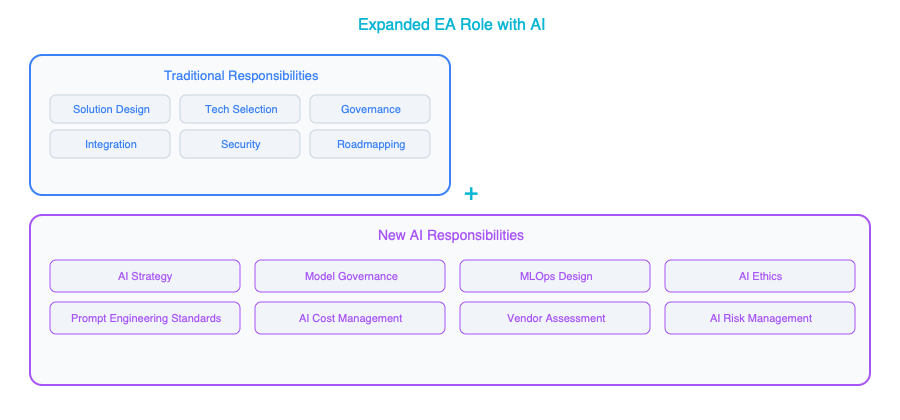 Expanded EA Role with AI
Traditional Responsibilities
Solution Design
Tech Selection
Governance
Integration
Security
Roadmapping
+
New AI Responsibilities
AI Strategy
Model Governance
MLOps Design
AI Ethics
Prompt Engineering Standards
AI Cost Management
Vendor Assessment
AI Risk Management